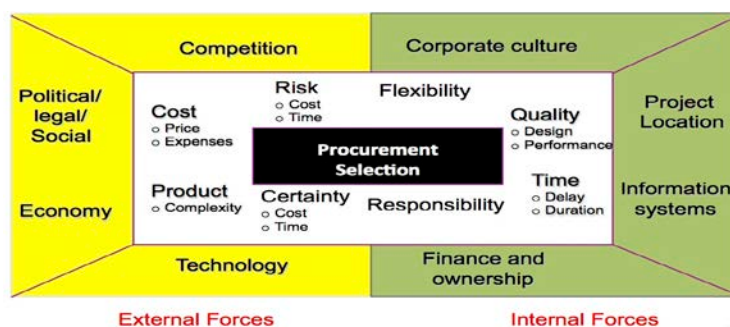 Competition
Corporate culture
Political/
legal/
Social
Economy
Risk
o Cost
o Time
Flexibility
Cost
o Price
o Expenses
Quality
o Design
o Performance
Procurement
Selection
Product
o Complexity
Certainty
o Cost
o Time
Responsibility
Time
o Delay
o Duration
Project
Location
Information
systems
Technology
Finance and
ownership
External Forces
Internal Forces